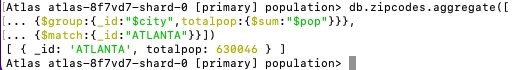 Atlas atlas-8f7vd7-shard-0 [primary] population> db.zipcodes.aggregate([
... {$group:{_id:"$city",totalpop:{$sum:"$pop"}}},
... {$match:{_id:"ATLANTA"}}])
[ { _id: 'ATLANTA', totalpop: 630046 } ]
Atlas atlas-8f7vd7-shard-0 [primary] population>